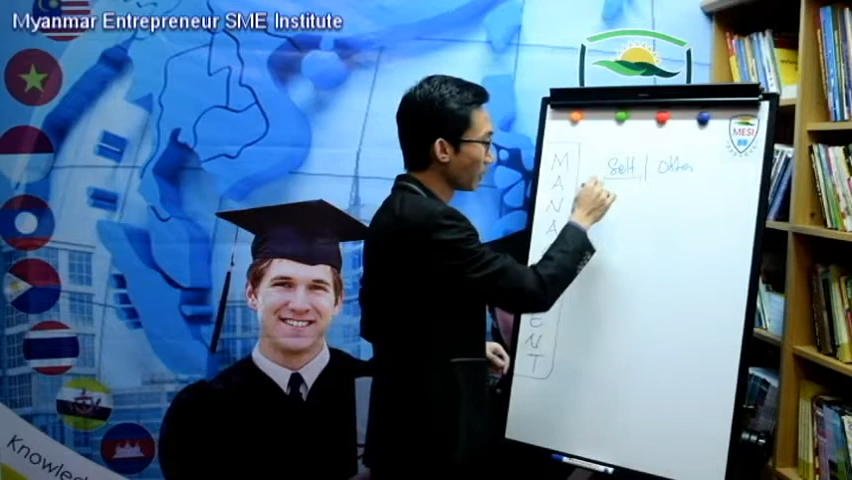 Myanmar Entrepreneur SME Institute
MESI
Self | Other
M
A
N
A
E
N
T
Knowled